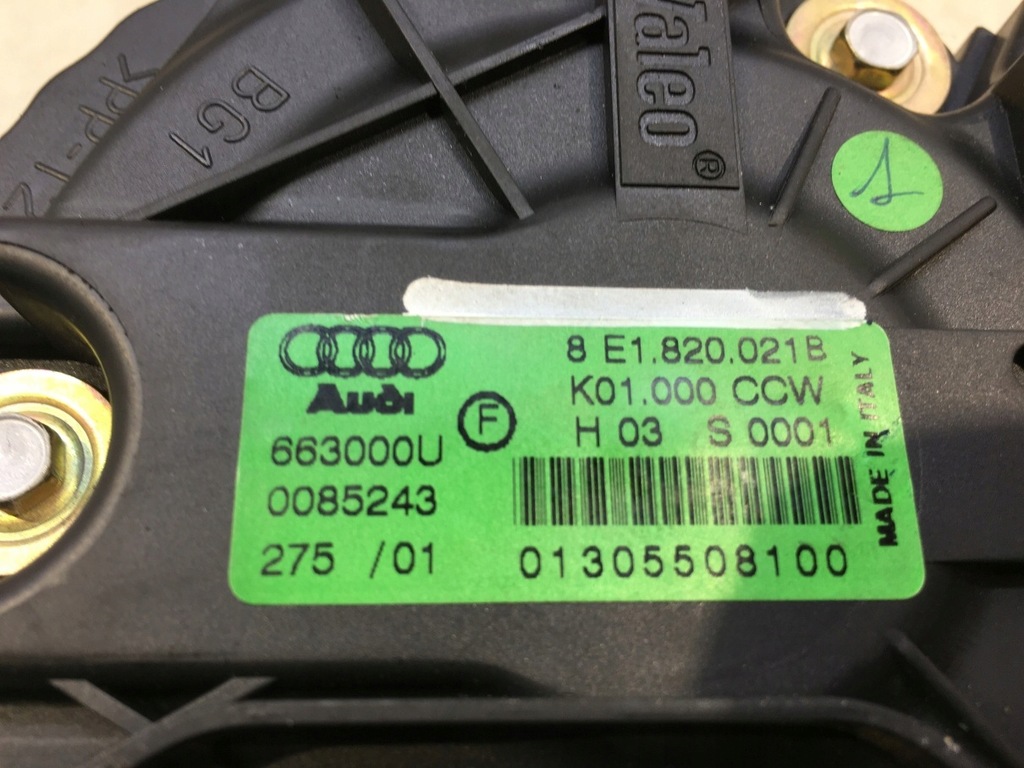 Valeo®
BG1
1
Audi
663000U
0085243
275 /01
F
8 E1.820.021B
K01.000 CCW
H 03 S 0001
01305508100
MADE IN ITALY